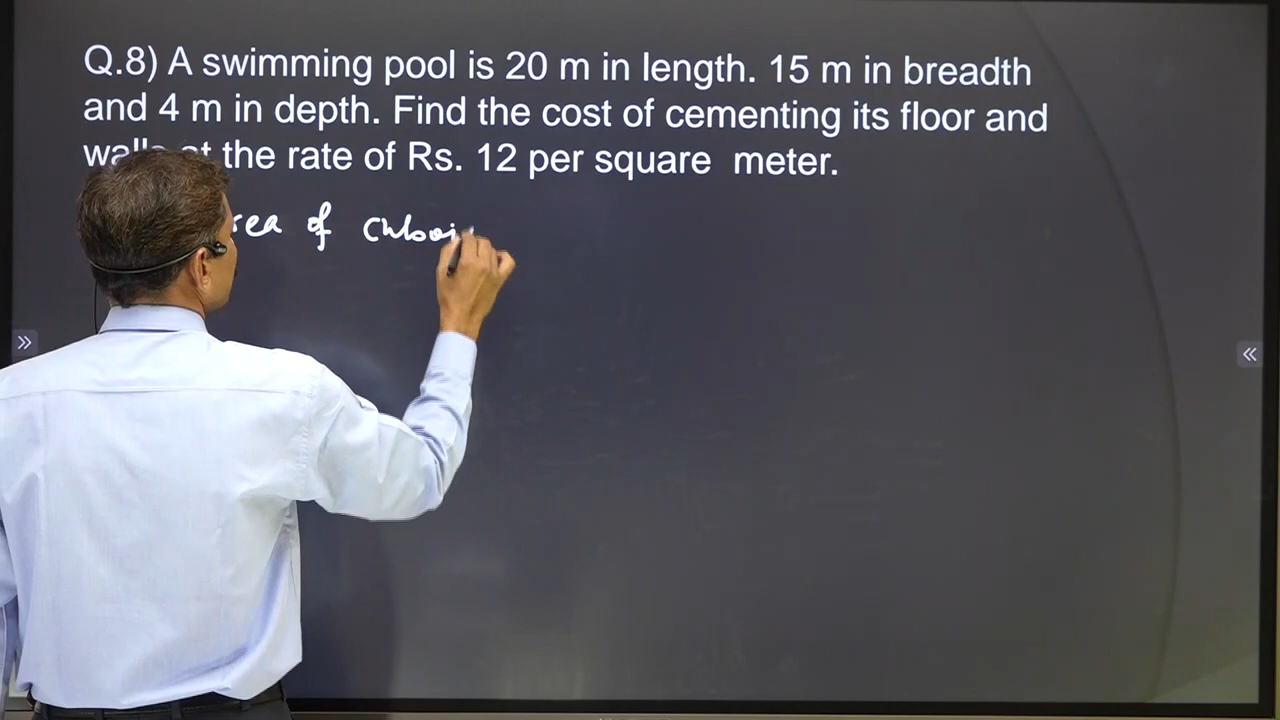 Q.8) A swimming pool is 20 m in length. 15 m in breadth
and 4 m in depth. Find the cost of cementing its floor and
walls at the rate of Rs. 12 per square meter.
of